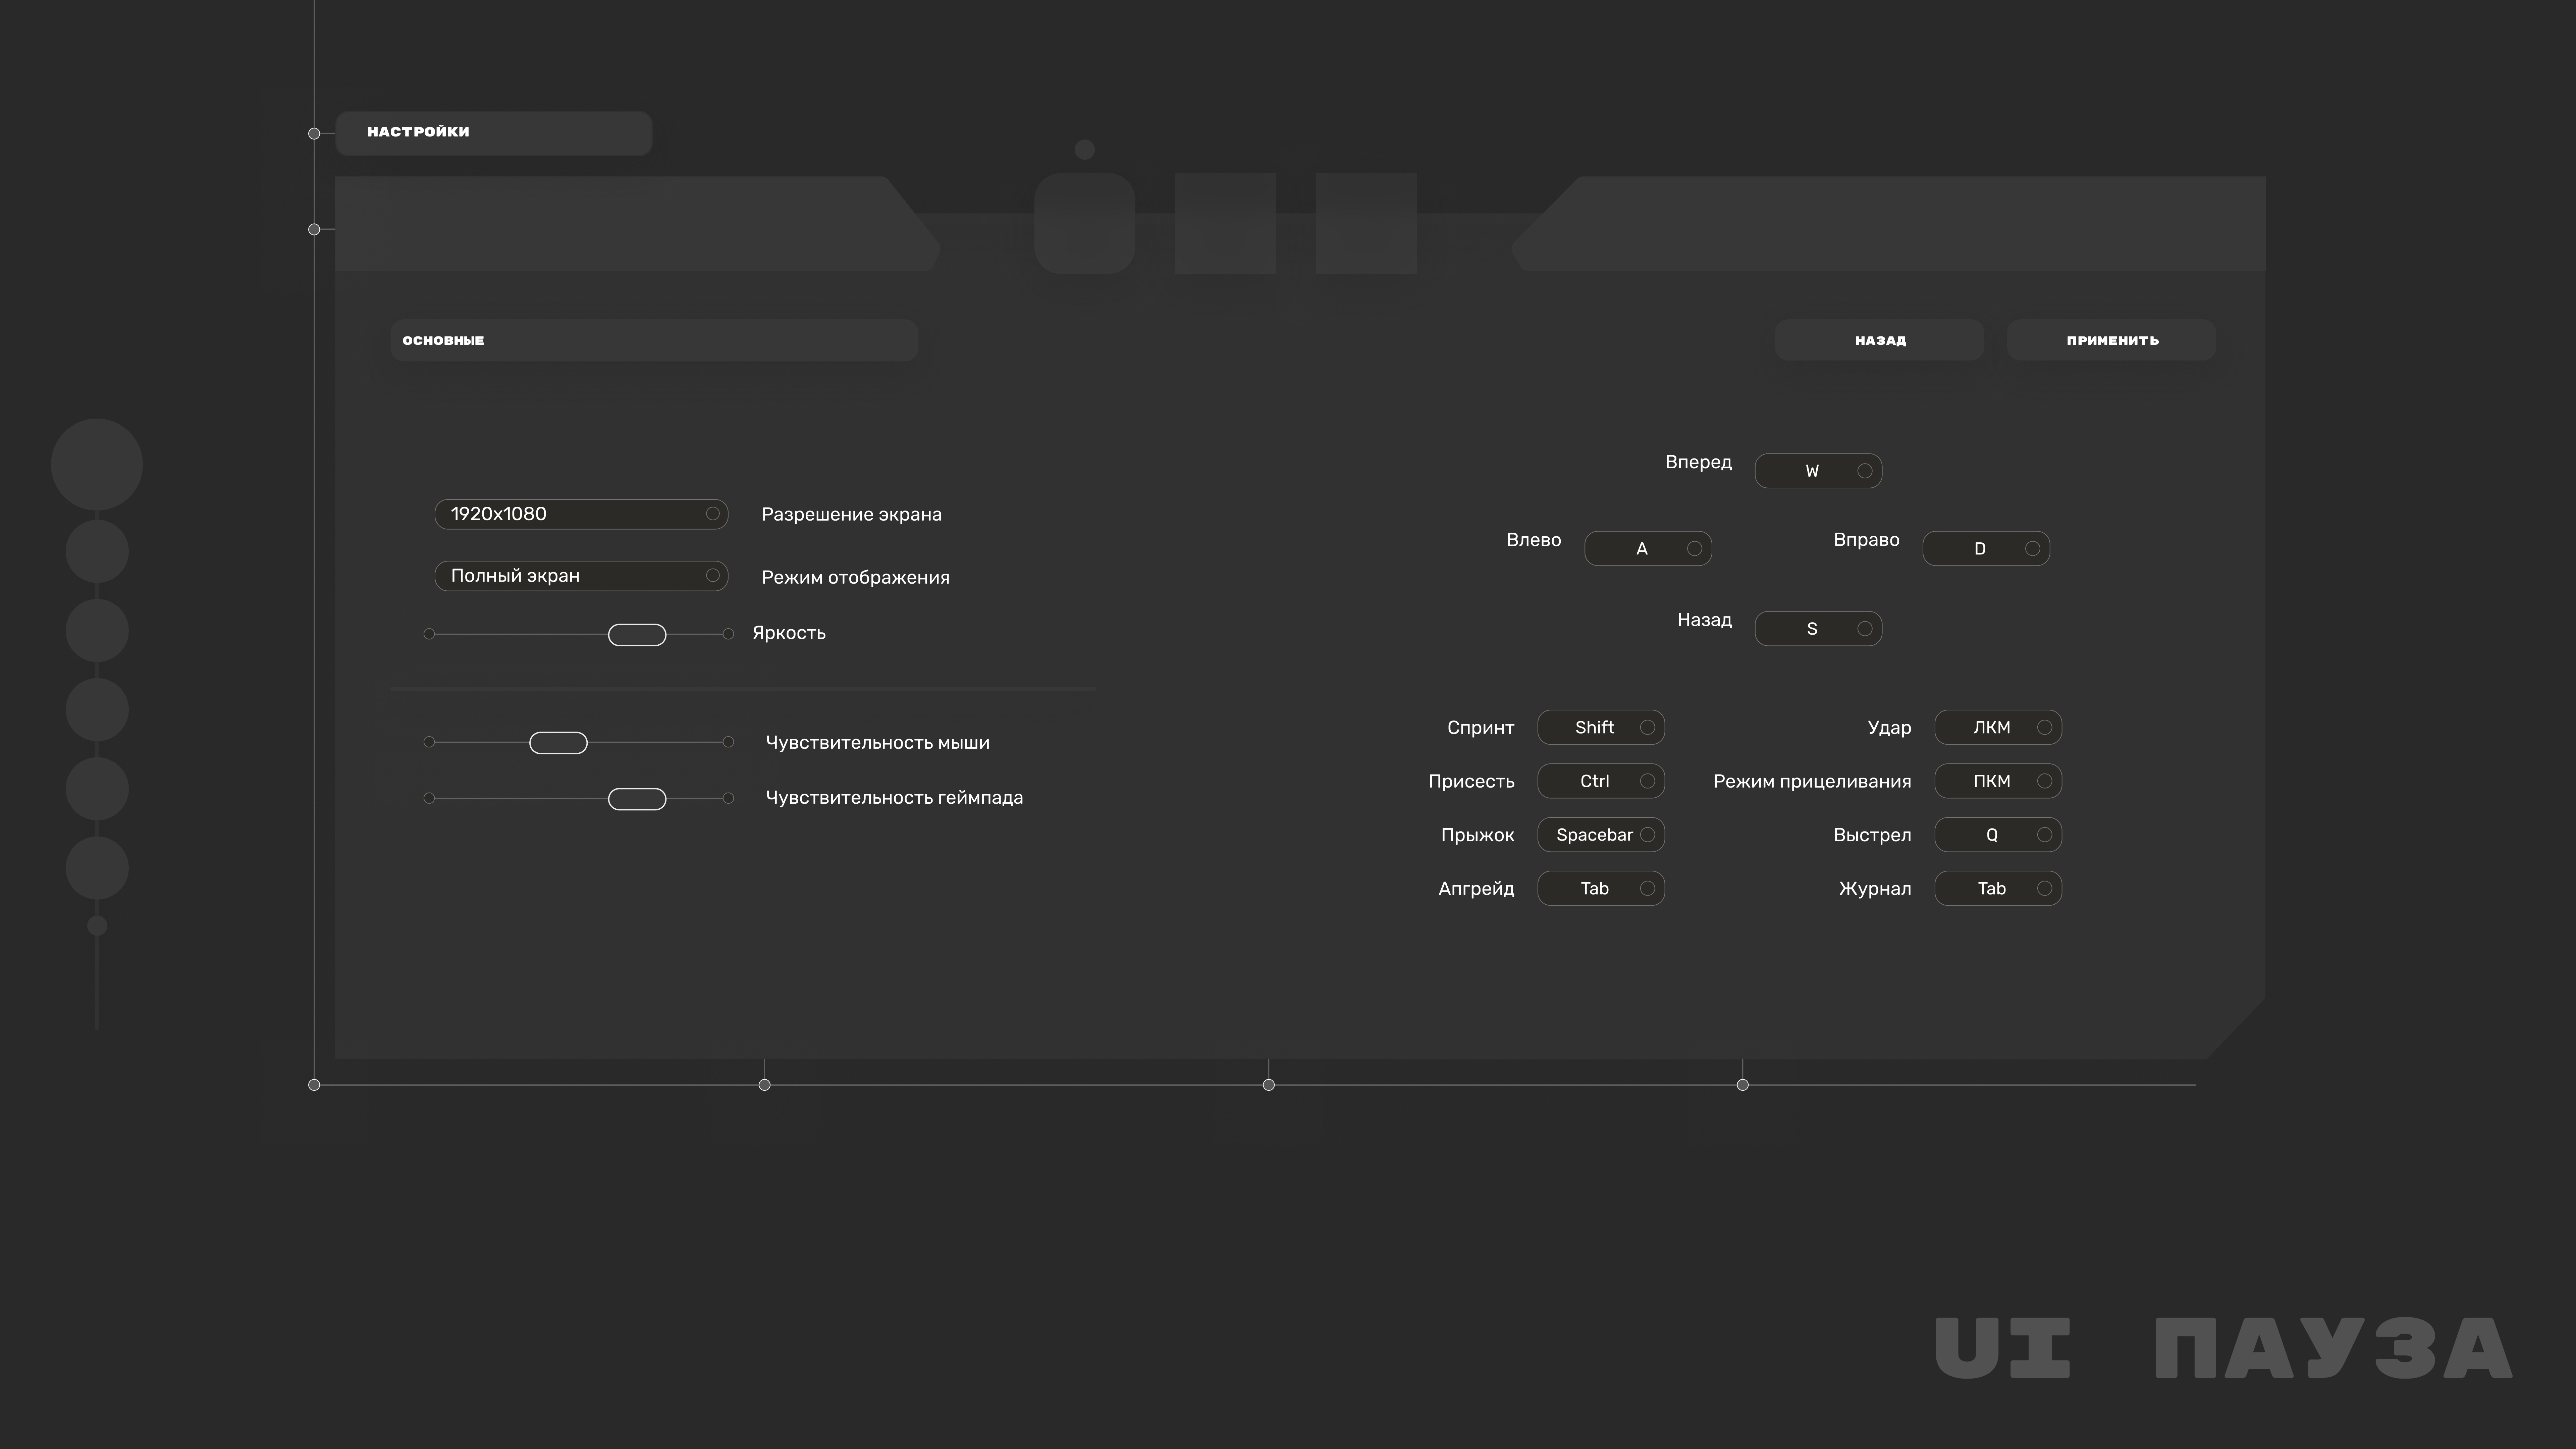 НАСТРОЙКИ
ОСНОВНЫЕ
НАЗАД
ПРИМЕНИТЬ
1920x1080
Разрешение экрана
Полный экран
Режим отображения
Яркость
Чувствительность мыши
Чувствительность геймпада
Вперед
W
Влево
A
Вправо
D
Назад
S
Спринт
Shift
Удар
ЛКМ
Присесть
Ctrl
Режим прицеливания
ПКМ
Прыжок
Spacebar
Выстрел
Q
Апгрейд
Tab
Журнал
Tab
UI ПАУЗА